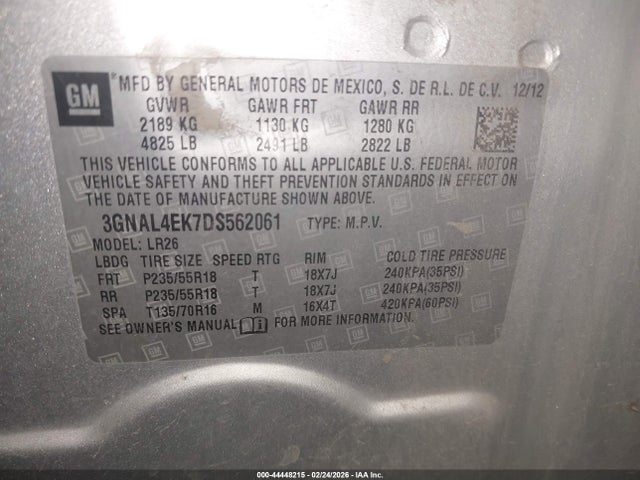 GM
*MFD BY GENERAL MOTORS DE MEXICO, S. DE R.L. DE C.V. 12/12
GVWR GAWR FRT GAWR RR
2189 KG 1130 KG 1280 KG
4825 LB 2491 LB 2822 LB
THIS VEHICLE CONFORMS TO ALL APPLICABLE U.S. FEDERAL MOTOR
VEHICLE SAFETY AND THEFT PREVENTION STANDARDS IN EFFECT ON
THE DATE OF MANUFACTURE SHOWN ABOVE.
3GNAL4EK7DS562061 TYPE: M.P.V.
MODEL: LR26
LBDG TIRE SIZE SPEED RTG RIM COLD TIRE PRESSURE
FRT P235/55R18 T 18X7J 240KPA(35PSI)
RR P235/55R18 T 18X7J 240KPA(35PSI)
SPA T135/70R16 M 16X4T 420KPA(60PSI)
SEE OWNER'S MANUAL FOR MORE INFORMATION.
000-44448215 - 02/24/2026 - IAA Inc.